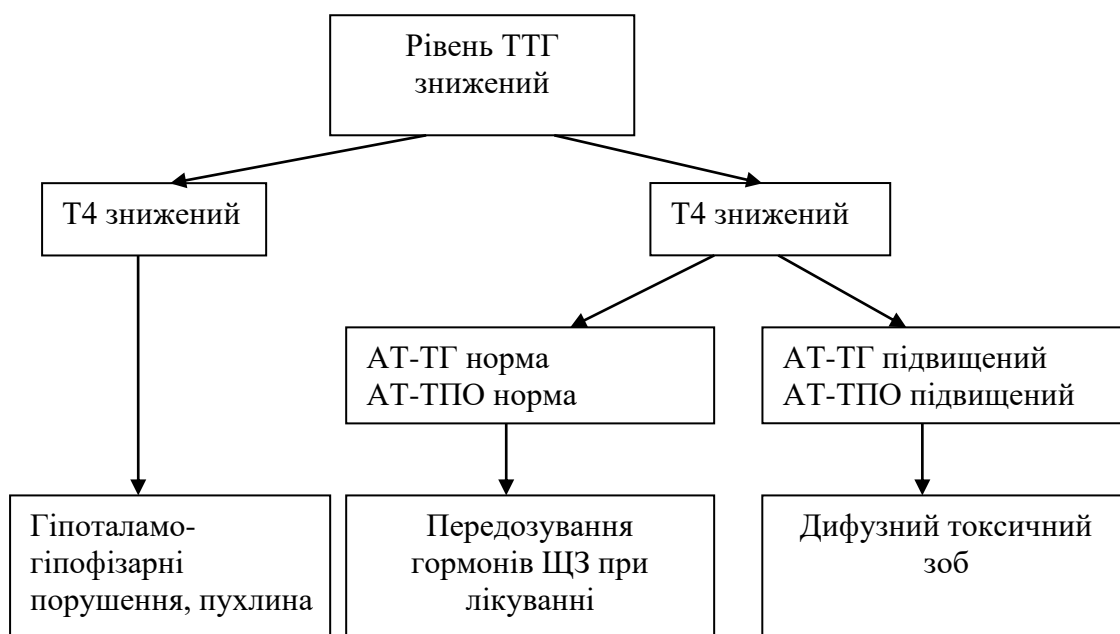 Рівень ТТГ
знижений
Т4 знижений
Т4 знижений
АТ-ТГ норма
АТ-ТПО норма
АТ-ТГ підвищений
АТ-ТПО підвищений
Гіпоталамо-
гіпофізарні
порушення, пухлина
Передозування
гормонів ЩЗ при
лікуванні
Дифузний токсичний
зоб